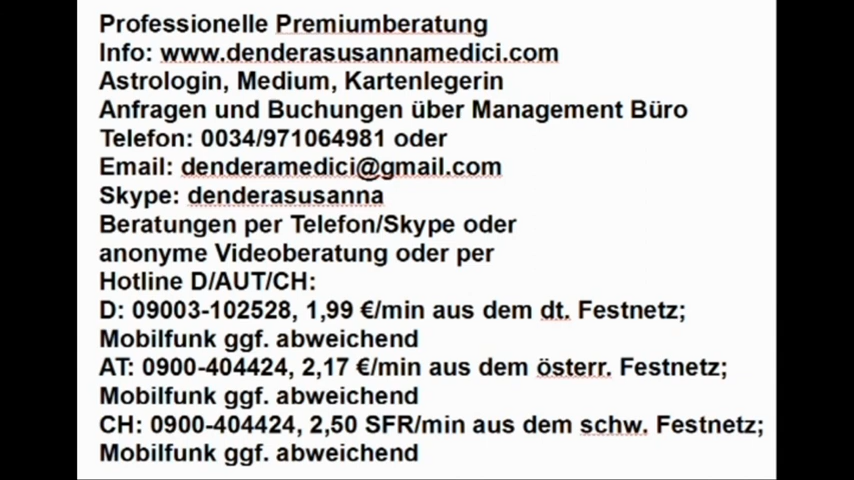 Professionelle Premiumberatung
Info: www.denderasusannamedici.com
Astrologin, Medium, Kartenlegerin
Anfragen und Buchungen über Management Büro
Telefon: 0034/971064981 oder
Email: denderamedici@gmail.com
Skype: denderasusanna
Beratungen per Telefon/Skype oder
anonyme Videoberatung oder per
Hotline D/AUT/CH:
D: 09003-102528, 1,99 €/min aus dem dt. Festnetz;
Mobilfunk ggf. abweichend
AT: 0900-404424, 2,17 €/min aus dem österr. Festnetz;
Mobilfunk ggf. abweichend
CH: 0900-404424, 2,50 SFR/min aus dem schw. Festnetz;
Mobilfunk ggf. abweichend